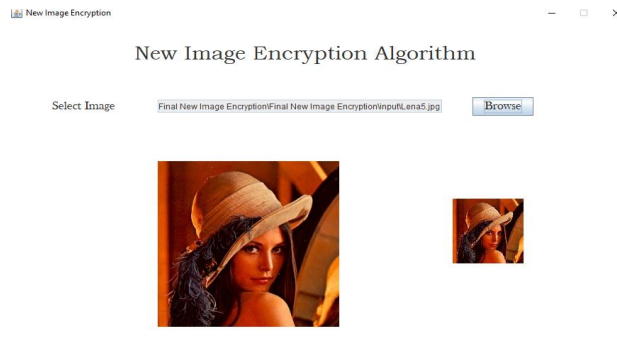 New Image Encryption
New Image Encryption Algorithm
Select Image
Final New Image Encryption\Final New Image Encryption\input\Lena5.jpg
Browse